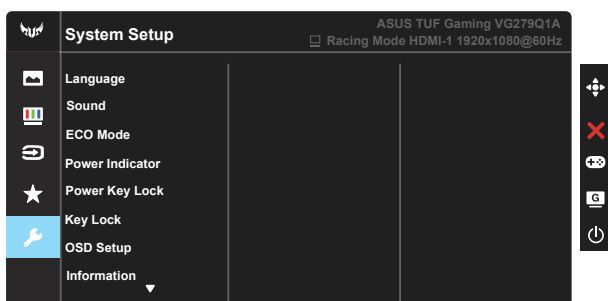 System Setup
ASUS TUF Gaming VG279Q1A
Racing Mode HDMI-1 1920x1080@60Hz
Language
Sound
ECO Mode
Power Indicator
Power Key Lock
Key Lock
OSD Setup
Information
G